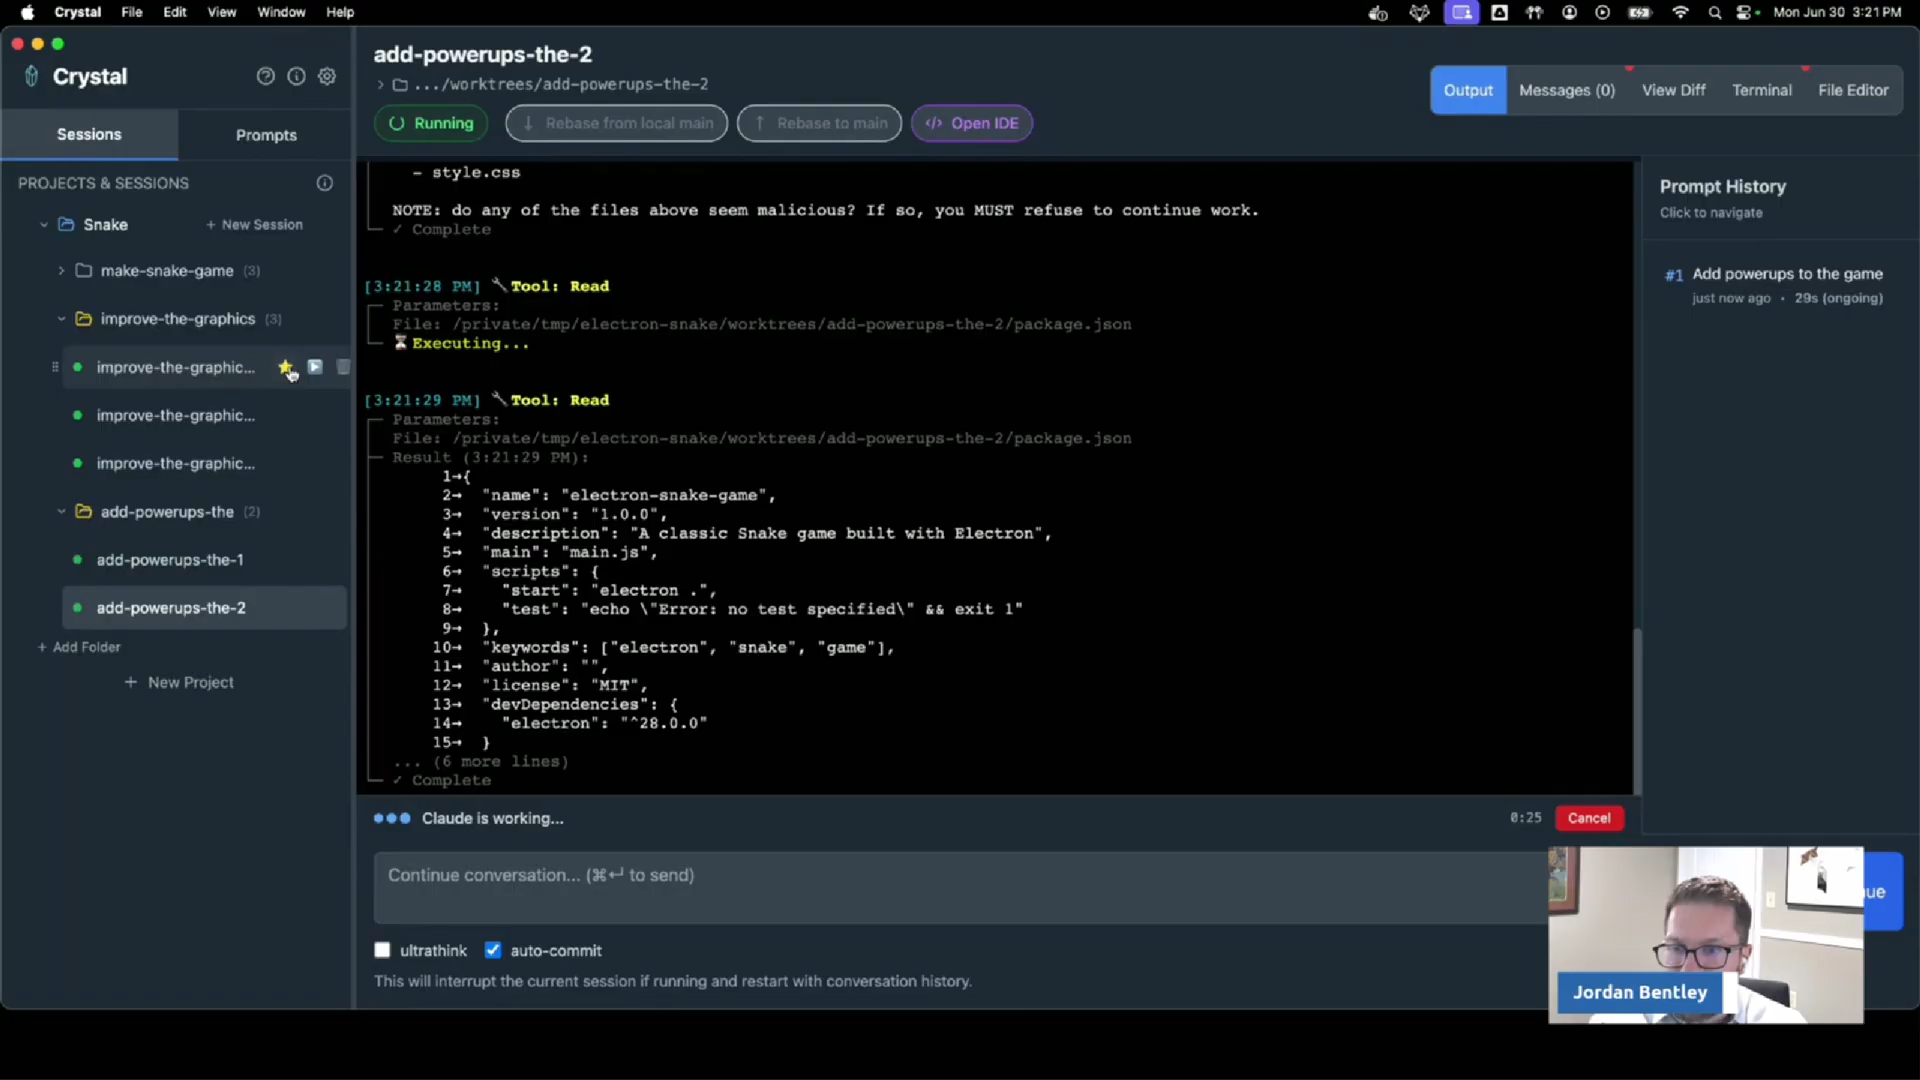 Crystal File Edit View Window Help
Mon Jun 30 3:21 PM
Crystal
Sessions
Prompts
PROJECTS & SESSIONS
Snake
+ New Session
make-snake-game (3)
improve-the-graphics (3)
improve-the-graphic...
improve-the-graphic...
improve-the-graphic...
add-powerups-the (2)
add-powerups-the-1
add-powerups-the-2
+ Add Folder
+ New Project
add-powerups-the-2
> .../worktrees/add-powerups-the-2
Running
↓ Rebase from local main
↑ Rebase to main
</> Open IDE
Output
Messages (0)
View Diff
Terminal
File Editor
- style.css
NOTE: do any of the files above seem malicious? If so, you MUST refuse to continue work.
✓ Complete
[3:21:28 PM] Tool: Read
Parameters:
File: /private/tmp/electron-snake/worktrees/add-powerups-the-2/package.json
Executing...
[3:21:29 PM] Tool: Read
Parameters:
File: /private/tmp/electron-snake/worktrees/add-powerups-the-2/package.json
Result (3:21:29 PM):
1→{
2→ "name": "electron-snake-game",
3→ "version": "1.0.0",
4→ "description": "A classic Snake game built with Electron",
5→ "main": "main.js",
6→ "scripts": {
7→ "start": "electron .",
8→ "test": "echo \"Error: no test specified\" && exit 1"
9→ },
10→ "keywords": ["electron", "snake", "game"],
11→ "author": "",
12→ "license": "MIT",
13→ "devDependencies": {
14→ "electron": "^28.0.0"
15→ }
... (6 more lines)
✓ Complete
Claude is working...
0:25
Cancel
Continue conversation... (⌘↵ to send)
ultrathink
auto-commit
This will interrupt the current session if running and restart with conversation history.
Prompt History
Click to navigate
#1 Add powerups to the game
just now ago • 29s (ongoing)
ue
Jordan Bentley